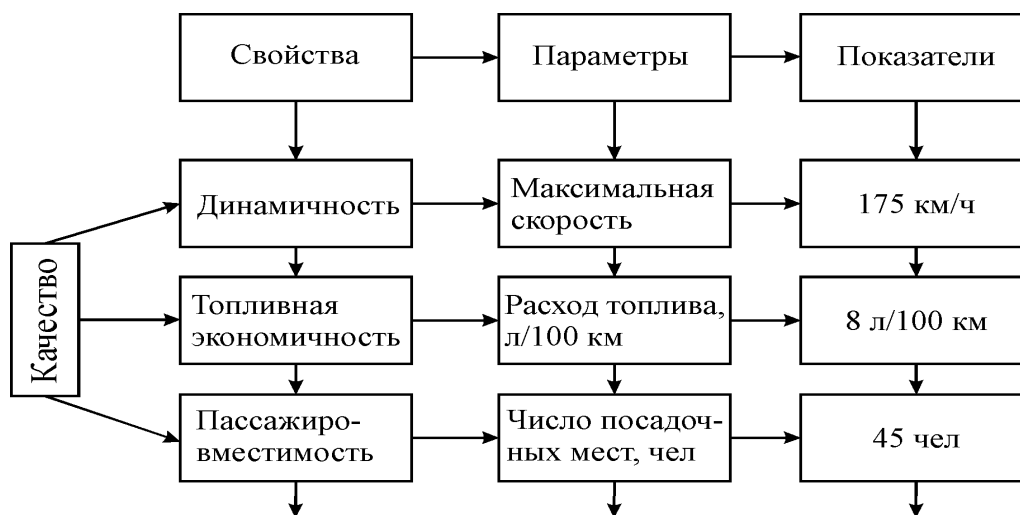 Свойства
Параметры
Показатели
Динамичность
Максимальная
скорость
175 км/ч
Качество
Топливная
экономичность
Расход топлива,
л/100 км
8 л/100 км
Пассажиро-
вместимость
Число посадоч-
ных мест, чел
45 чел